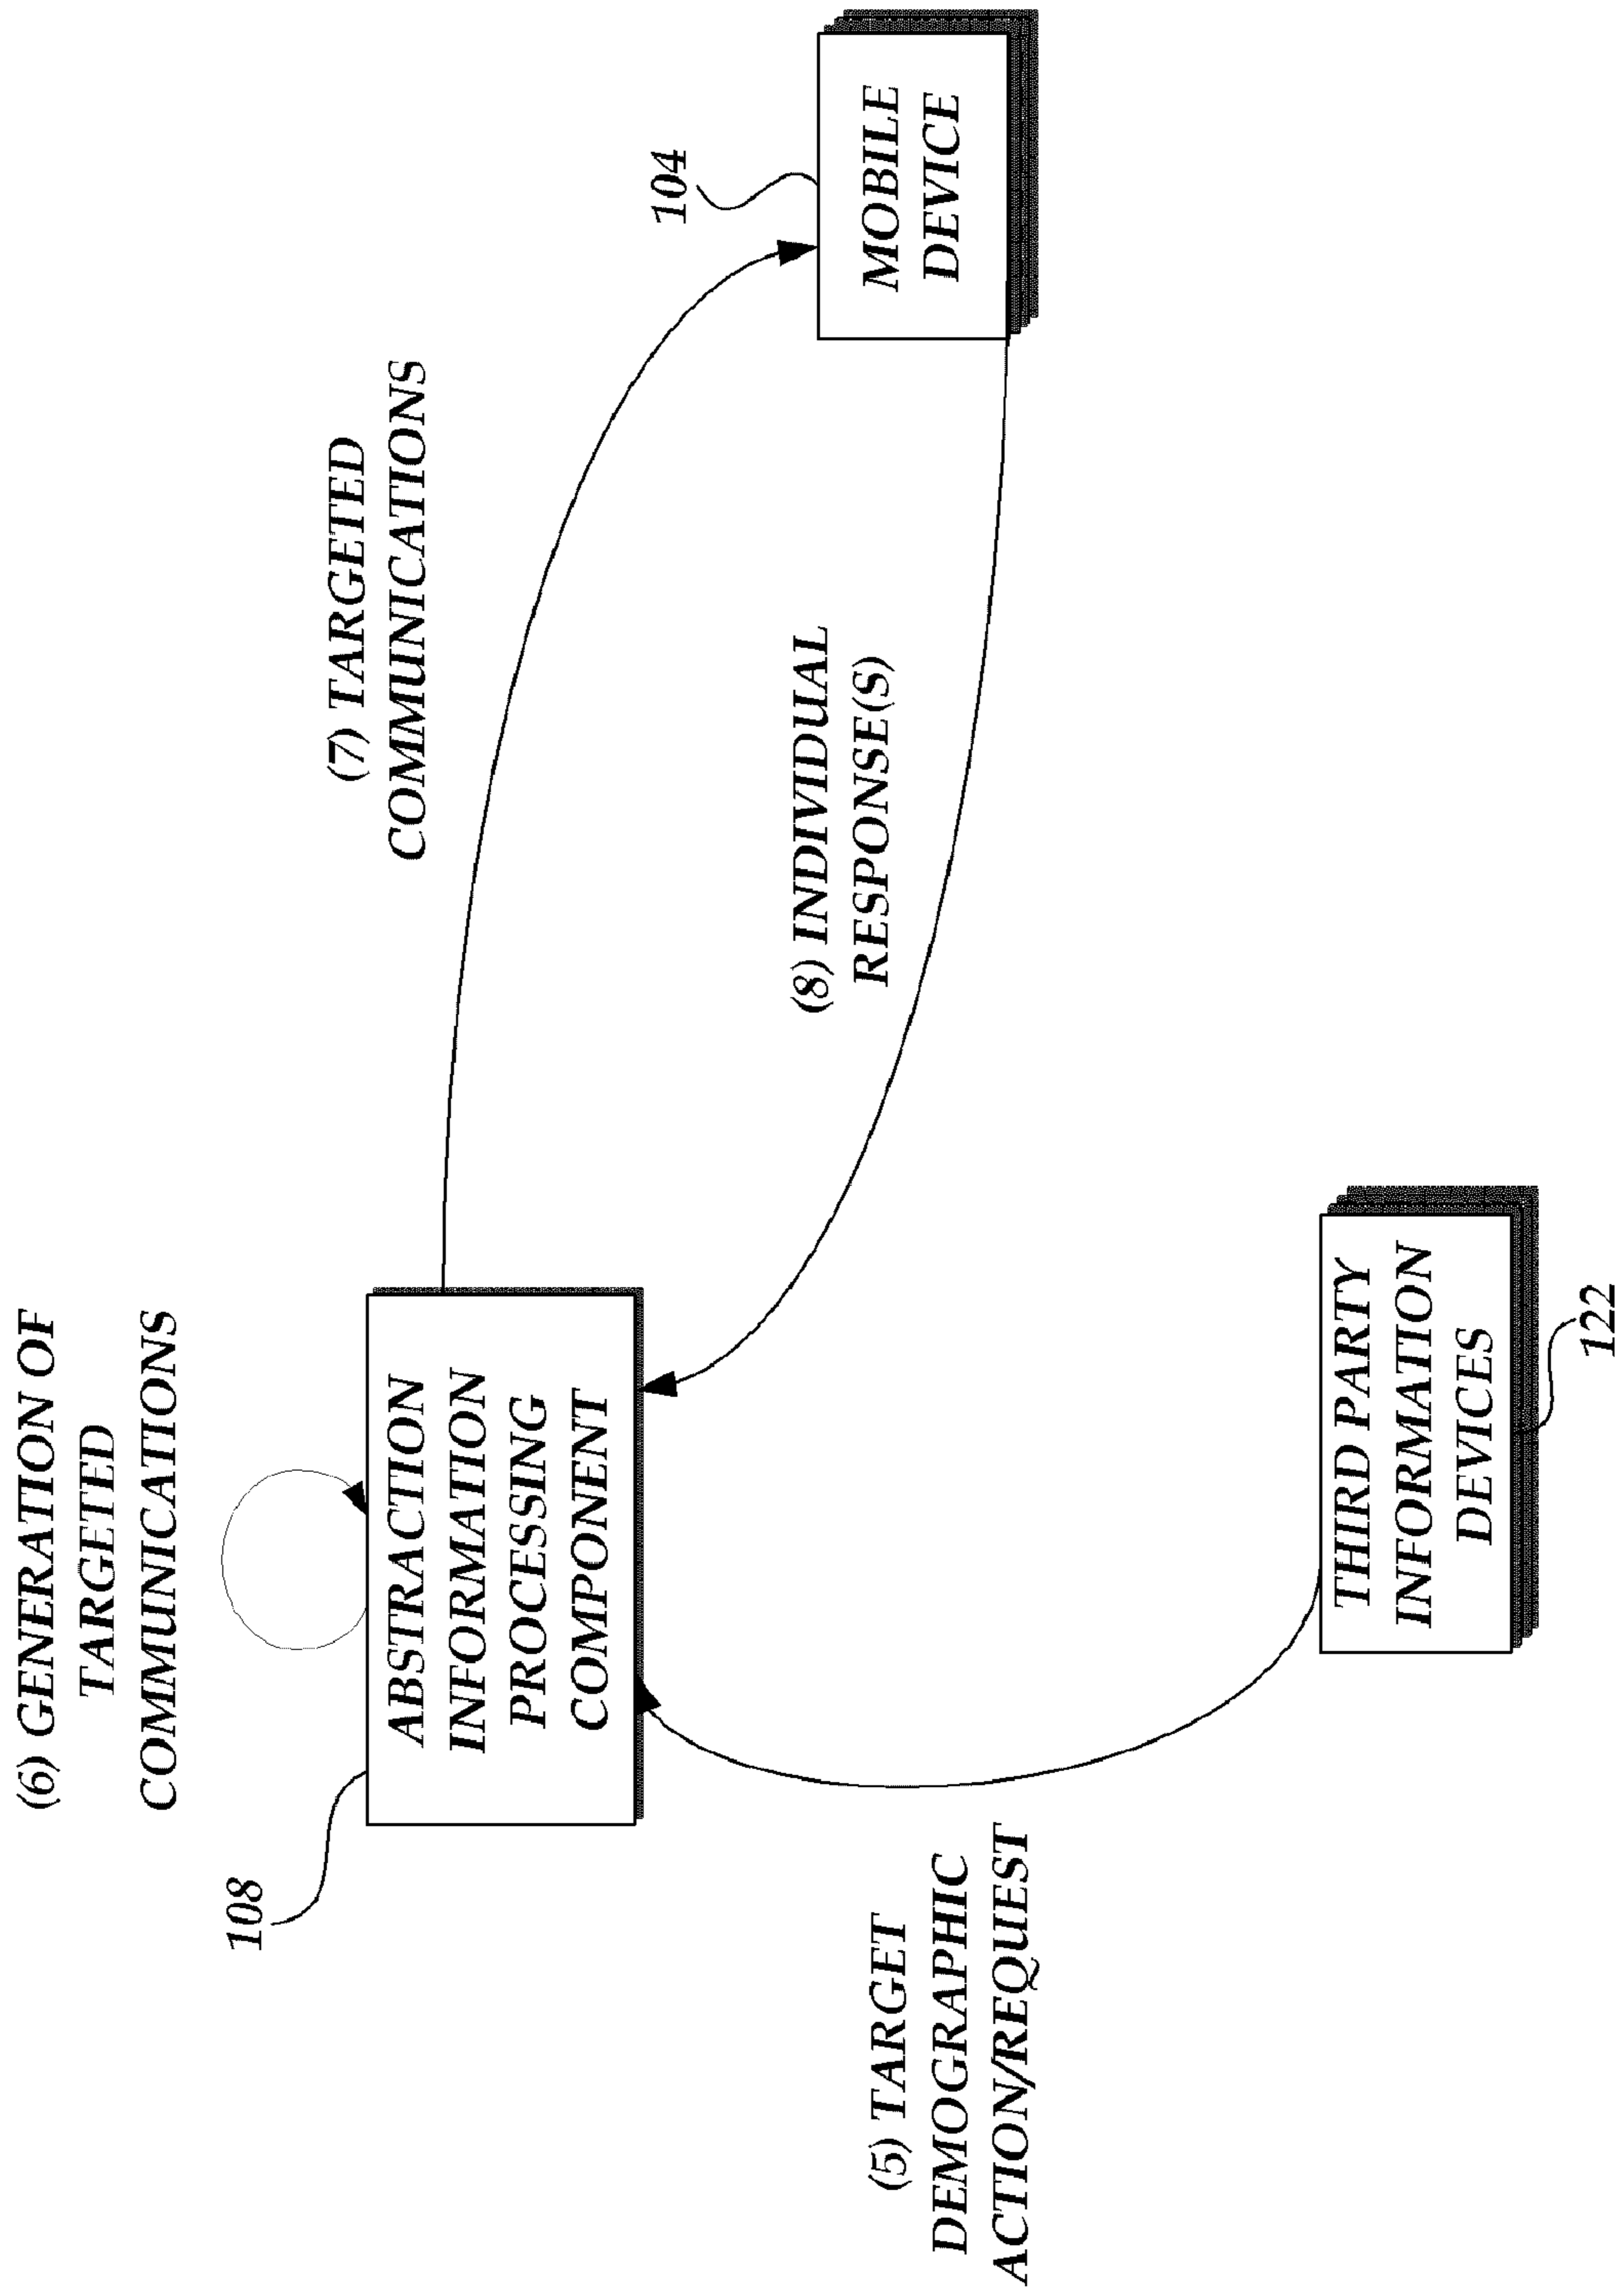 (6) GENERATION OF
TARGETED
COMMUNICATIONS
108
ABSTRACTION
INFORMATION
PROCESSING
COMPONENT
(7) TARGETED
COMMUNICATIONS
104
MOBILE
DEVICE
(8) INDIVIDUAL
RESPONSE(S)
(5) TARGET
DEMOGRAPHIC
ACTION/REQUEST
THIRD PARTY
INFORMATION
DEVICES
122